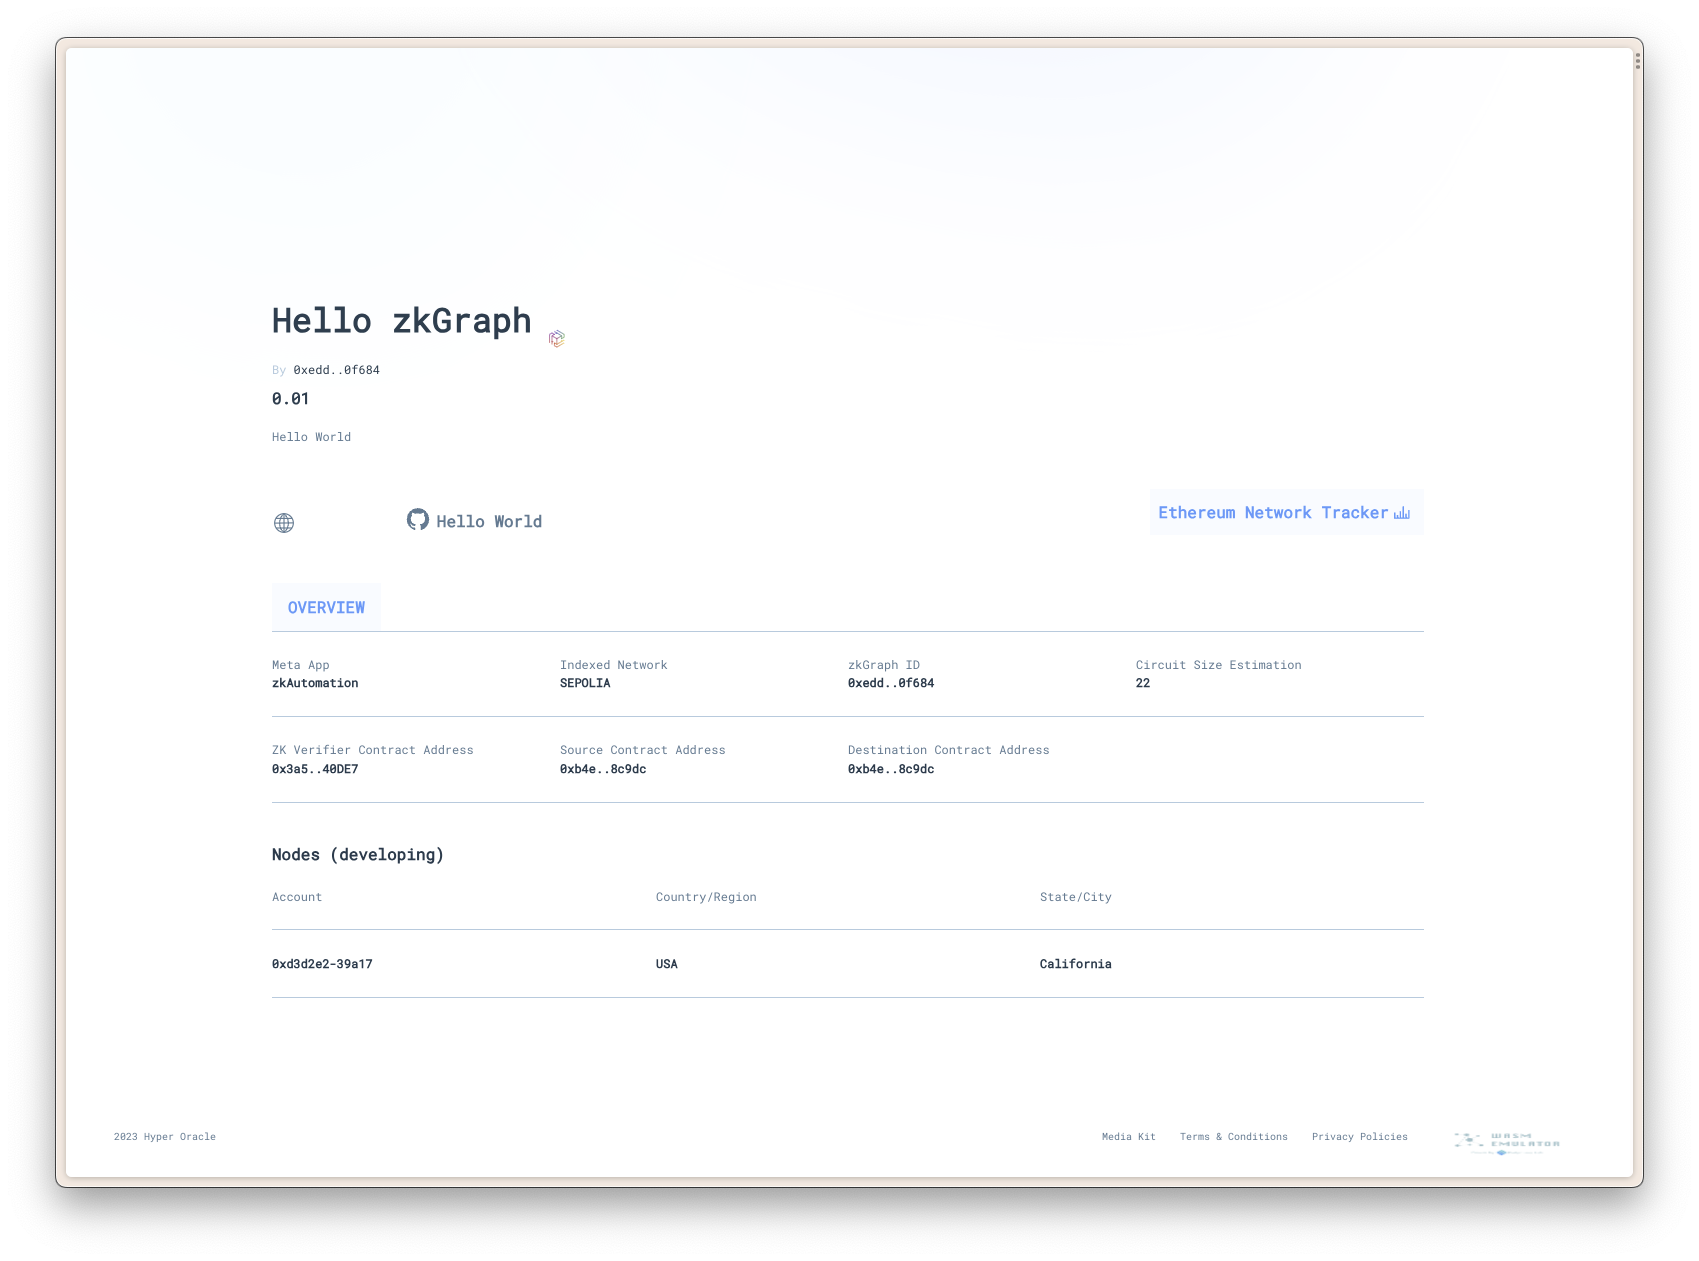 Hello zkGraph
By 0xedd..0f684
0.01
Hello World
Hello World
Ethereum Network Tracker
OVERVIEW
Meta App Indexed Network zkGraph ID Circuit Size Estimation
zkAutomation SEPOLIA 0xedd..0f684 22
ZK Verifier Contract Address Source Contract Address Destination Contract Address
0x3a5..40DE7 0xb4e..8c9dc 0xb4e..8c9dc
Nodes (developing)
Account Country/Region State/City
0xd3d2e2-39a17 USA California
2023 Hyper Oracle Media Kit Terms & Conditions Privacy Policies
WASM
EMULATOR